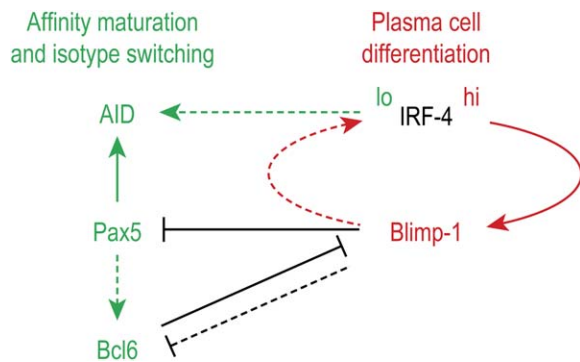 Affinity maturation
and isotype switching
Plasma cell
differentiation
lo
hi
AID
IRF-4
Pax5
Blimp-1
Bcl6